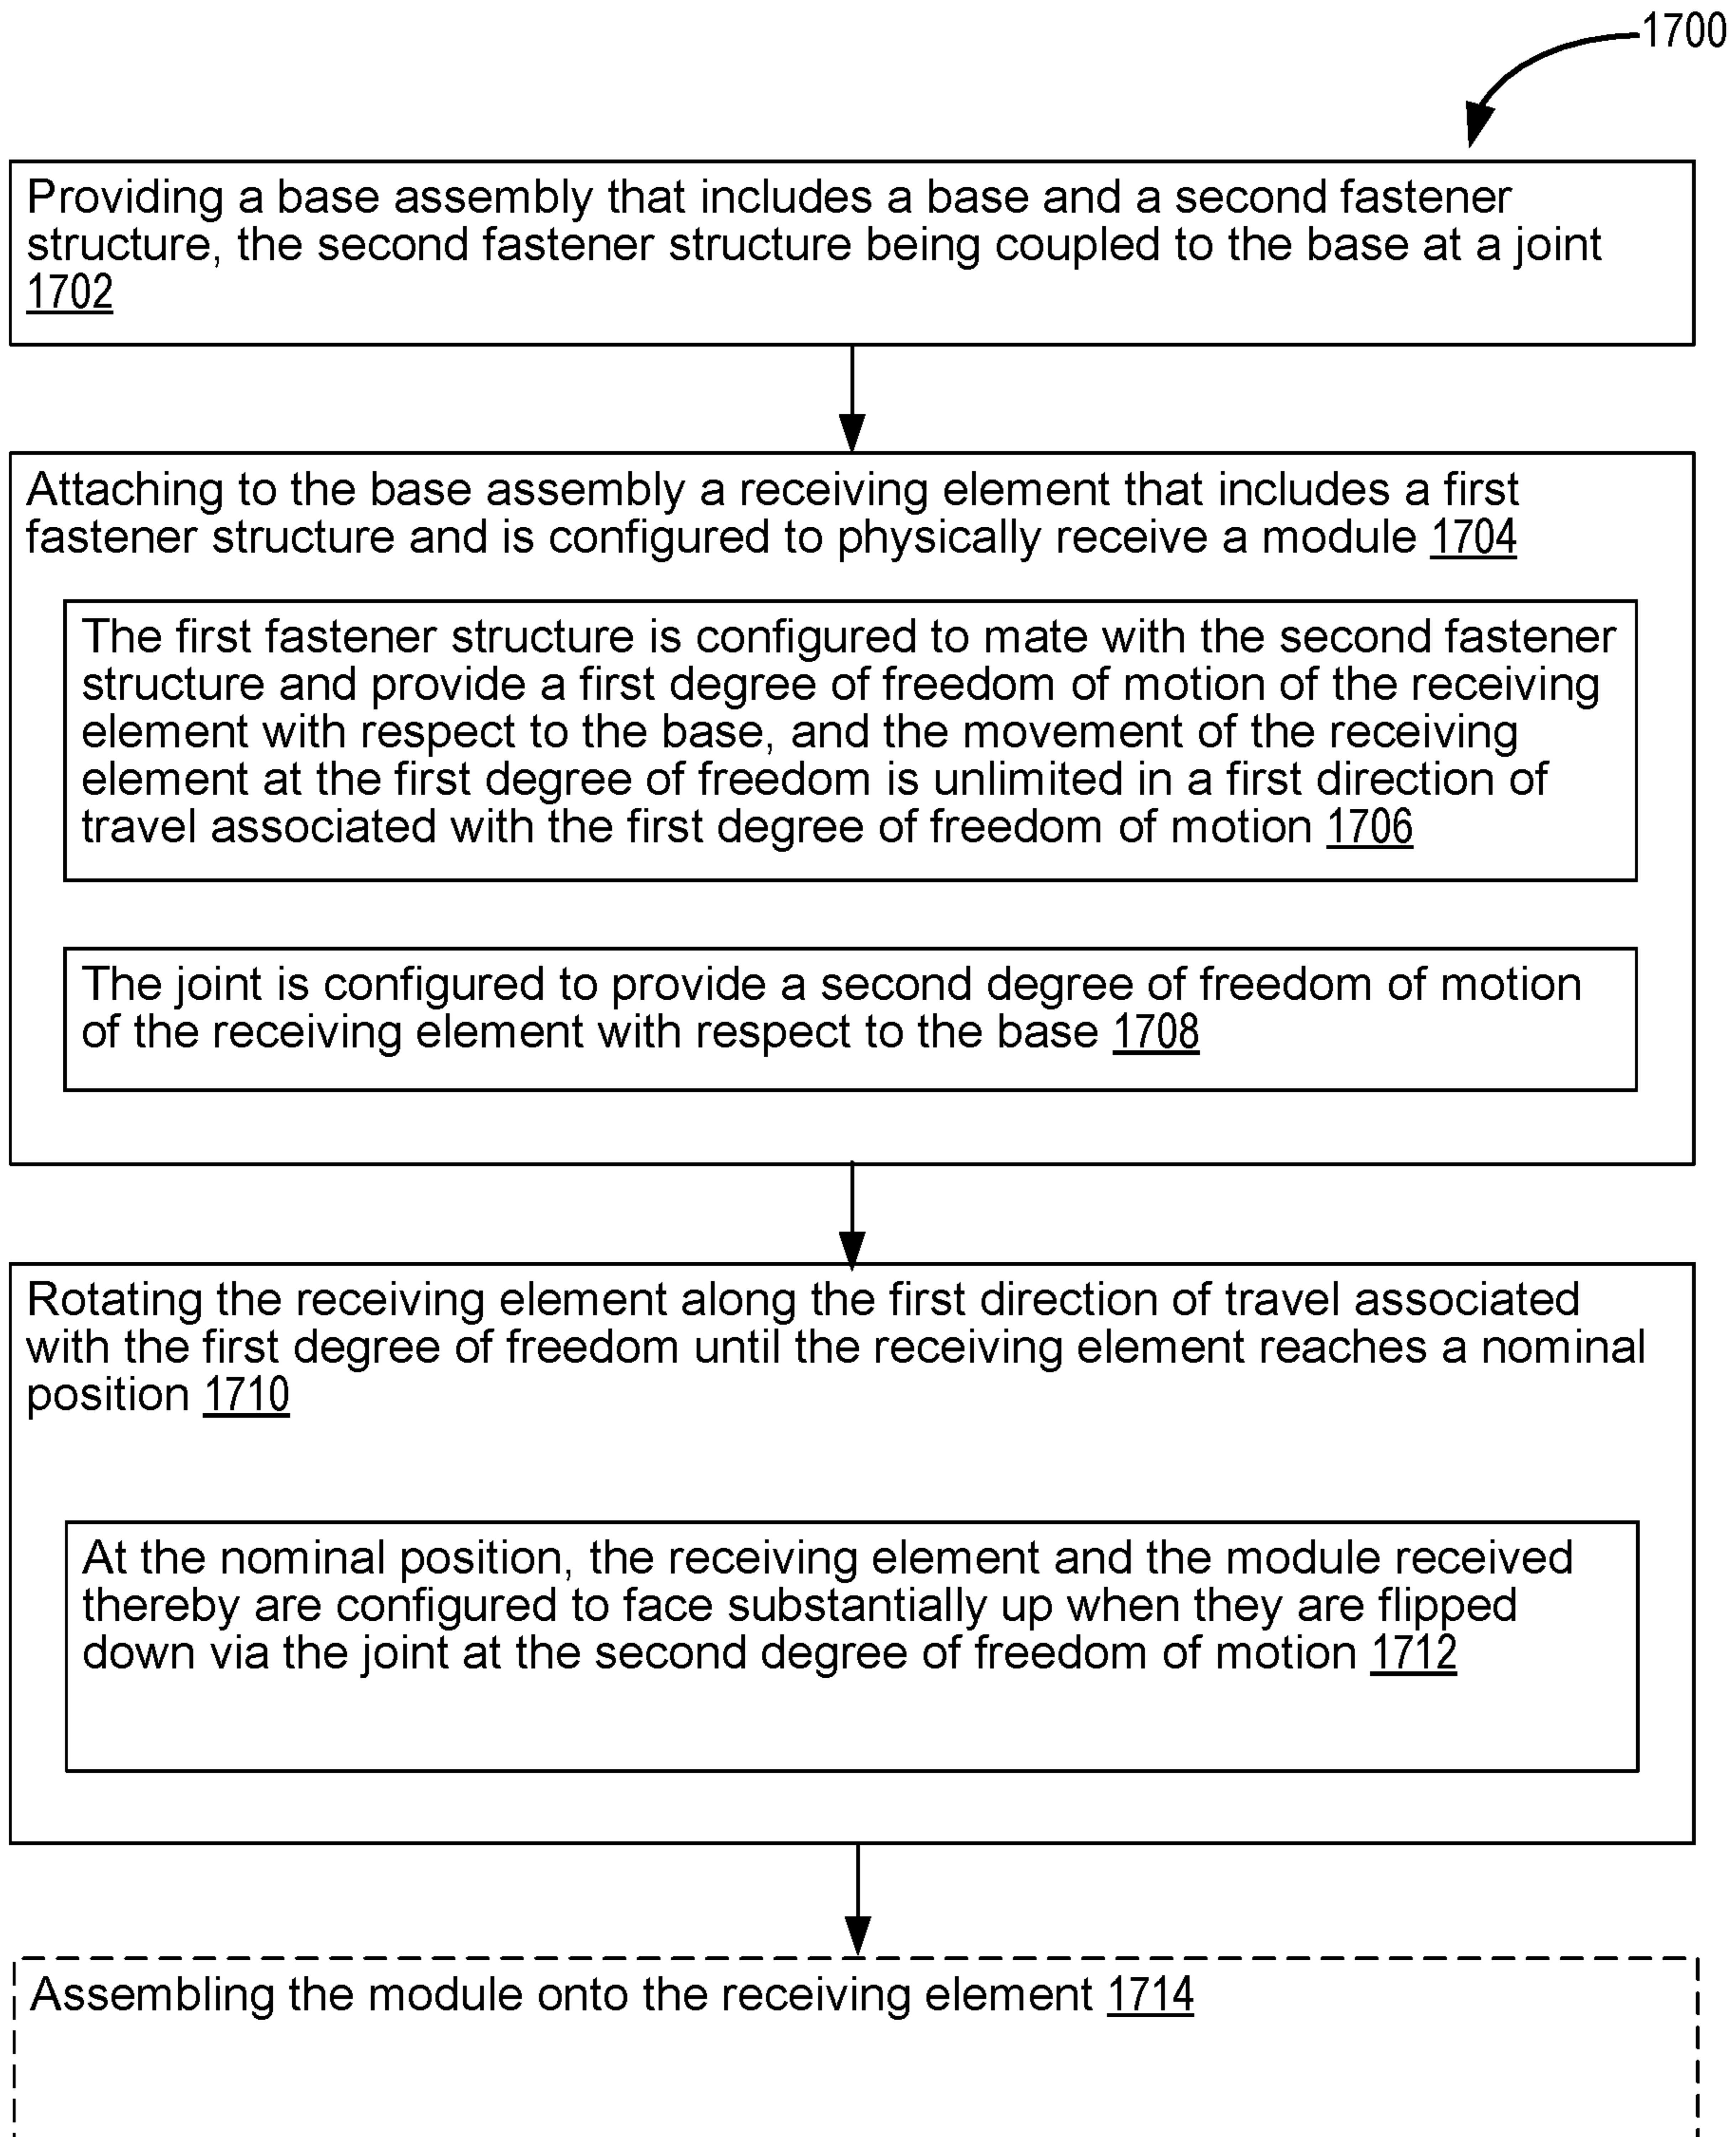 1700
Providing a base assembly that includes a base and a second fastener
structure, the second fastener structure being coupled to the base at a joint
1702
Attaching to the base assembly a receiving element that includes a first
fastener structure and is configured to physically receive a module 1704
The first fastener structure is configured to mate with the second fastener
structure and provide a first degree of freedom of motion of the receiving
element with respect to the base, and the movement of the receiving
element at the first degree of freedom is unlimited in a first direction of
travel associated with the first degree of freedom of motion 1706
The joint is configured to provide a second degree of freedom of motion
of the receiving element with respect to the base 1708
Rotating the receiving element along the first direction of travel associated
with the first degree of freedom until the receiving element reaches a nominal
position 1710
At the nominal position, the receiving element and the module received
thereby are configured to face substantially up when they are flipped
down via the joint at the second degree of freedom of motion 1712
Assembling the module onto the receiving element 1714